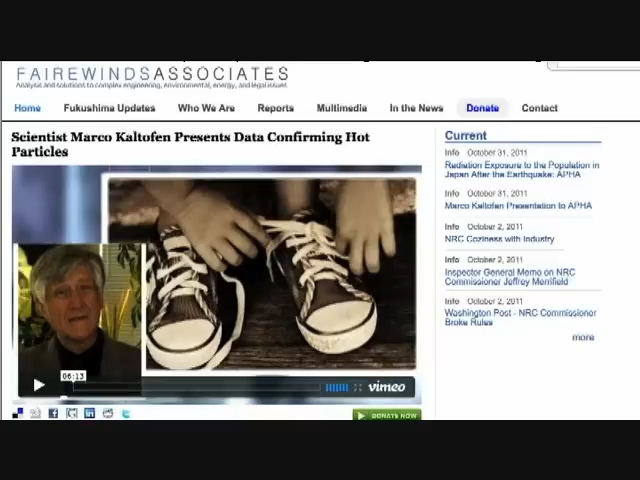 FAIREWINDSASSOCIATES
Analysis and solutions to complex engineering, environmental, energy, and legal issues
Home Fukushima Updates Who We Are Reports Multimedia In the News Donate Contact
Scientist Marco Kaltofen Presents Data Confirming Hot
Particles
06:13
vimeo
DONATE NOW
Current
Info October 31, 2011
Radiation Exposure to the Population in
Japan After the Earthquake: APHA
Info October 31, 2011
Marco Kaltofen Presentation to APHA
Info October 2, 2011
NRC Coziness with Industry
Info October 2, 2011
Inspector General Memo on NRC
Commissioner Jeffrey Merrifield
Info October 2, 2011
Washington Post - NRC Commissioner
Broke Rules
more